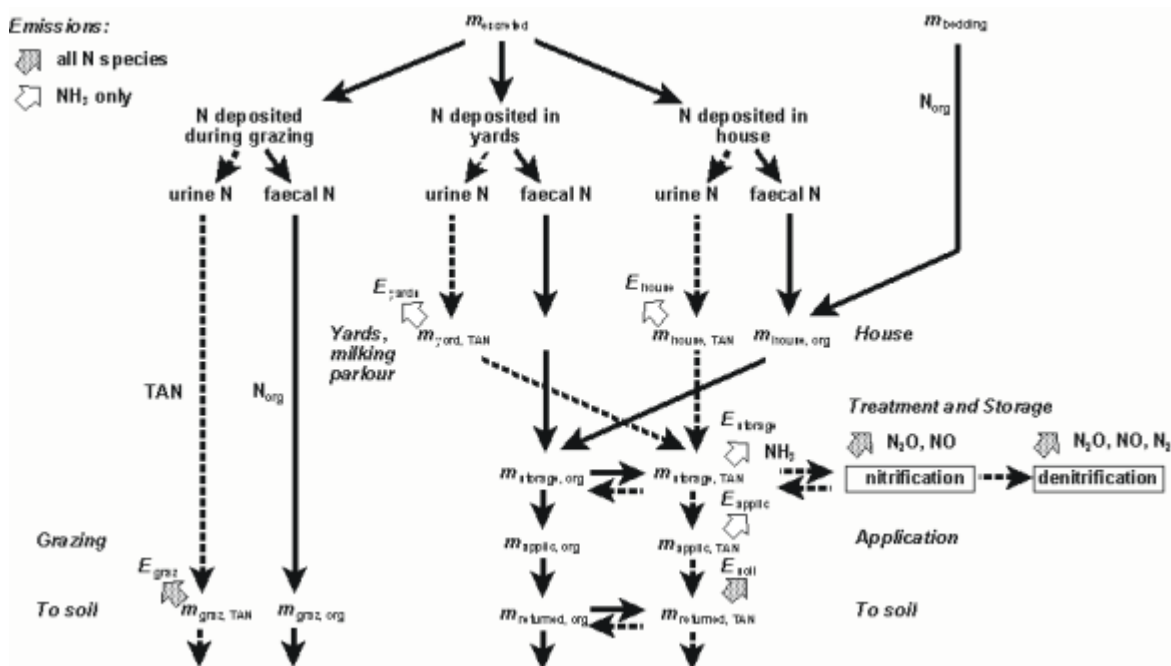 Emissions:
all N species
NH₃ only
m excreted
m bedding
N org
N deposited during grazing
N deposited in yards
N deposited in house
urine N
faecal N
urine N
faecal N
urine N
faecal N
E yards
E house
Yards, milking parlour
m yard, TAN
m house, TAN
m house, org
House
TAN
N org
Treatment and Storage
E storage
NH₃
N₂O, NO
N₂O, NO, N₂
m storage, org
m storage, TAN
nitrification
denitrification
E applic
Grazing
m applic, org
m applic, TAN
Application
E graz
E soil
To soil
m graz, TAN
m graz, org
m returned, org
m returned, TAN
To soil